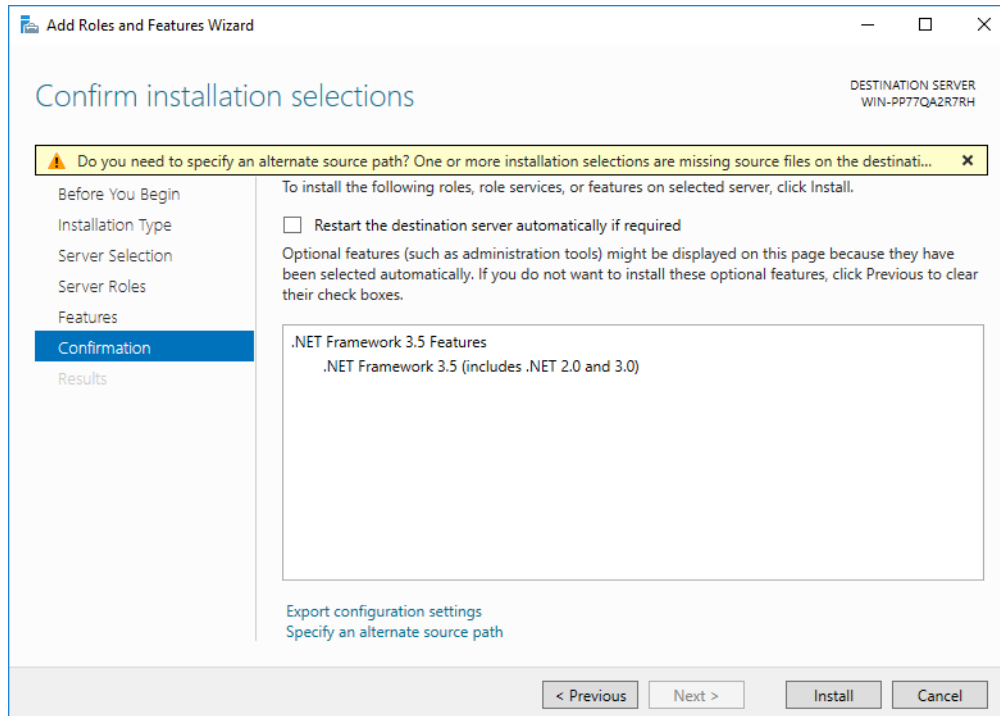 Add Roles and Features Wizard
Confirm installation selections
DESTINATION SERVER
WIN-PP77QA2R7RH
Do you need to specify an alternate source path? One or more installation selections are missing source files on the destinati...
Before You Begin
Installation Type
Server Selection
Server Roles
Features
Confirmation
Results
To install the following roles, role services, or features on selected server, click Install.
Restart the destination server automatically if required
Optional features (such as administration tools) might be displayed on this page because they have
been selected automatically. If you do not want to install these optional features, click Previous to clear
their check boxes.
.NET Framework 3.5 Features
.NET Framework 3.5 (includes .NET 2.0 and 3.0)
Export configuration settings
Specify an alternate source path
< Previous
Next >
Install
Cancel